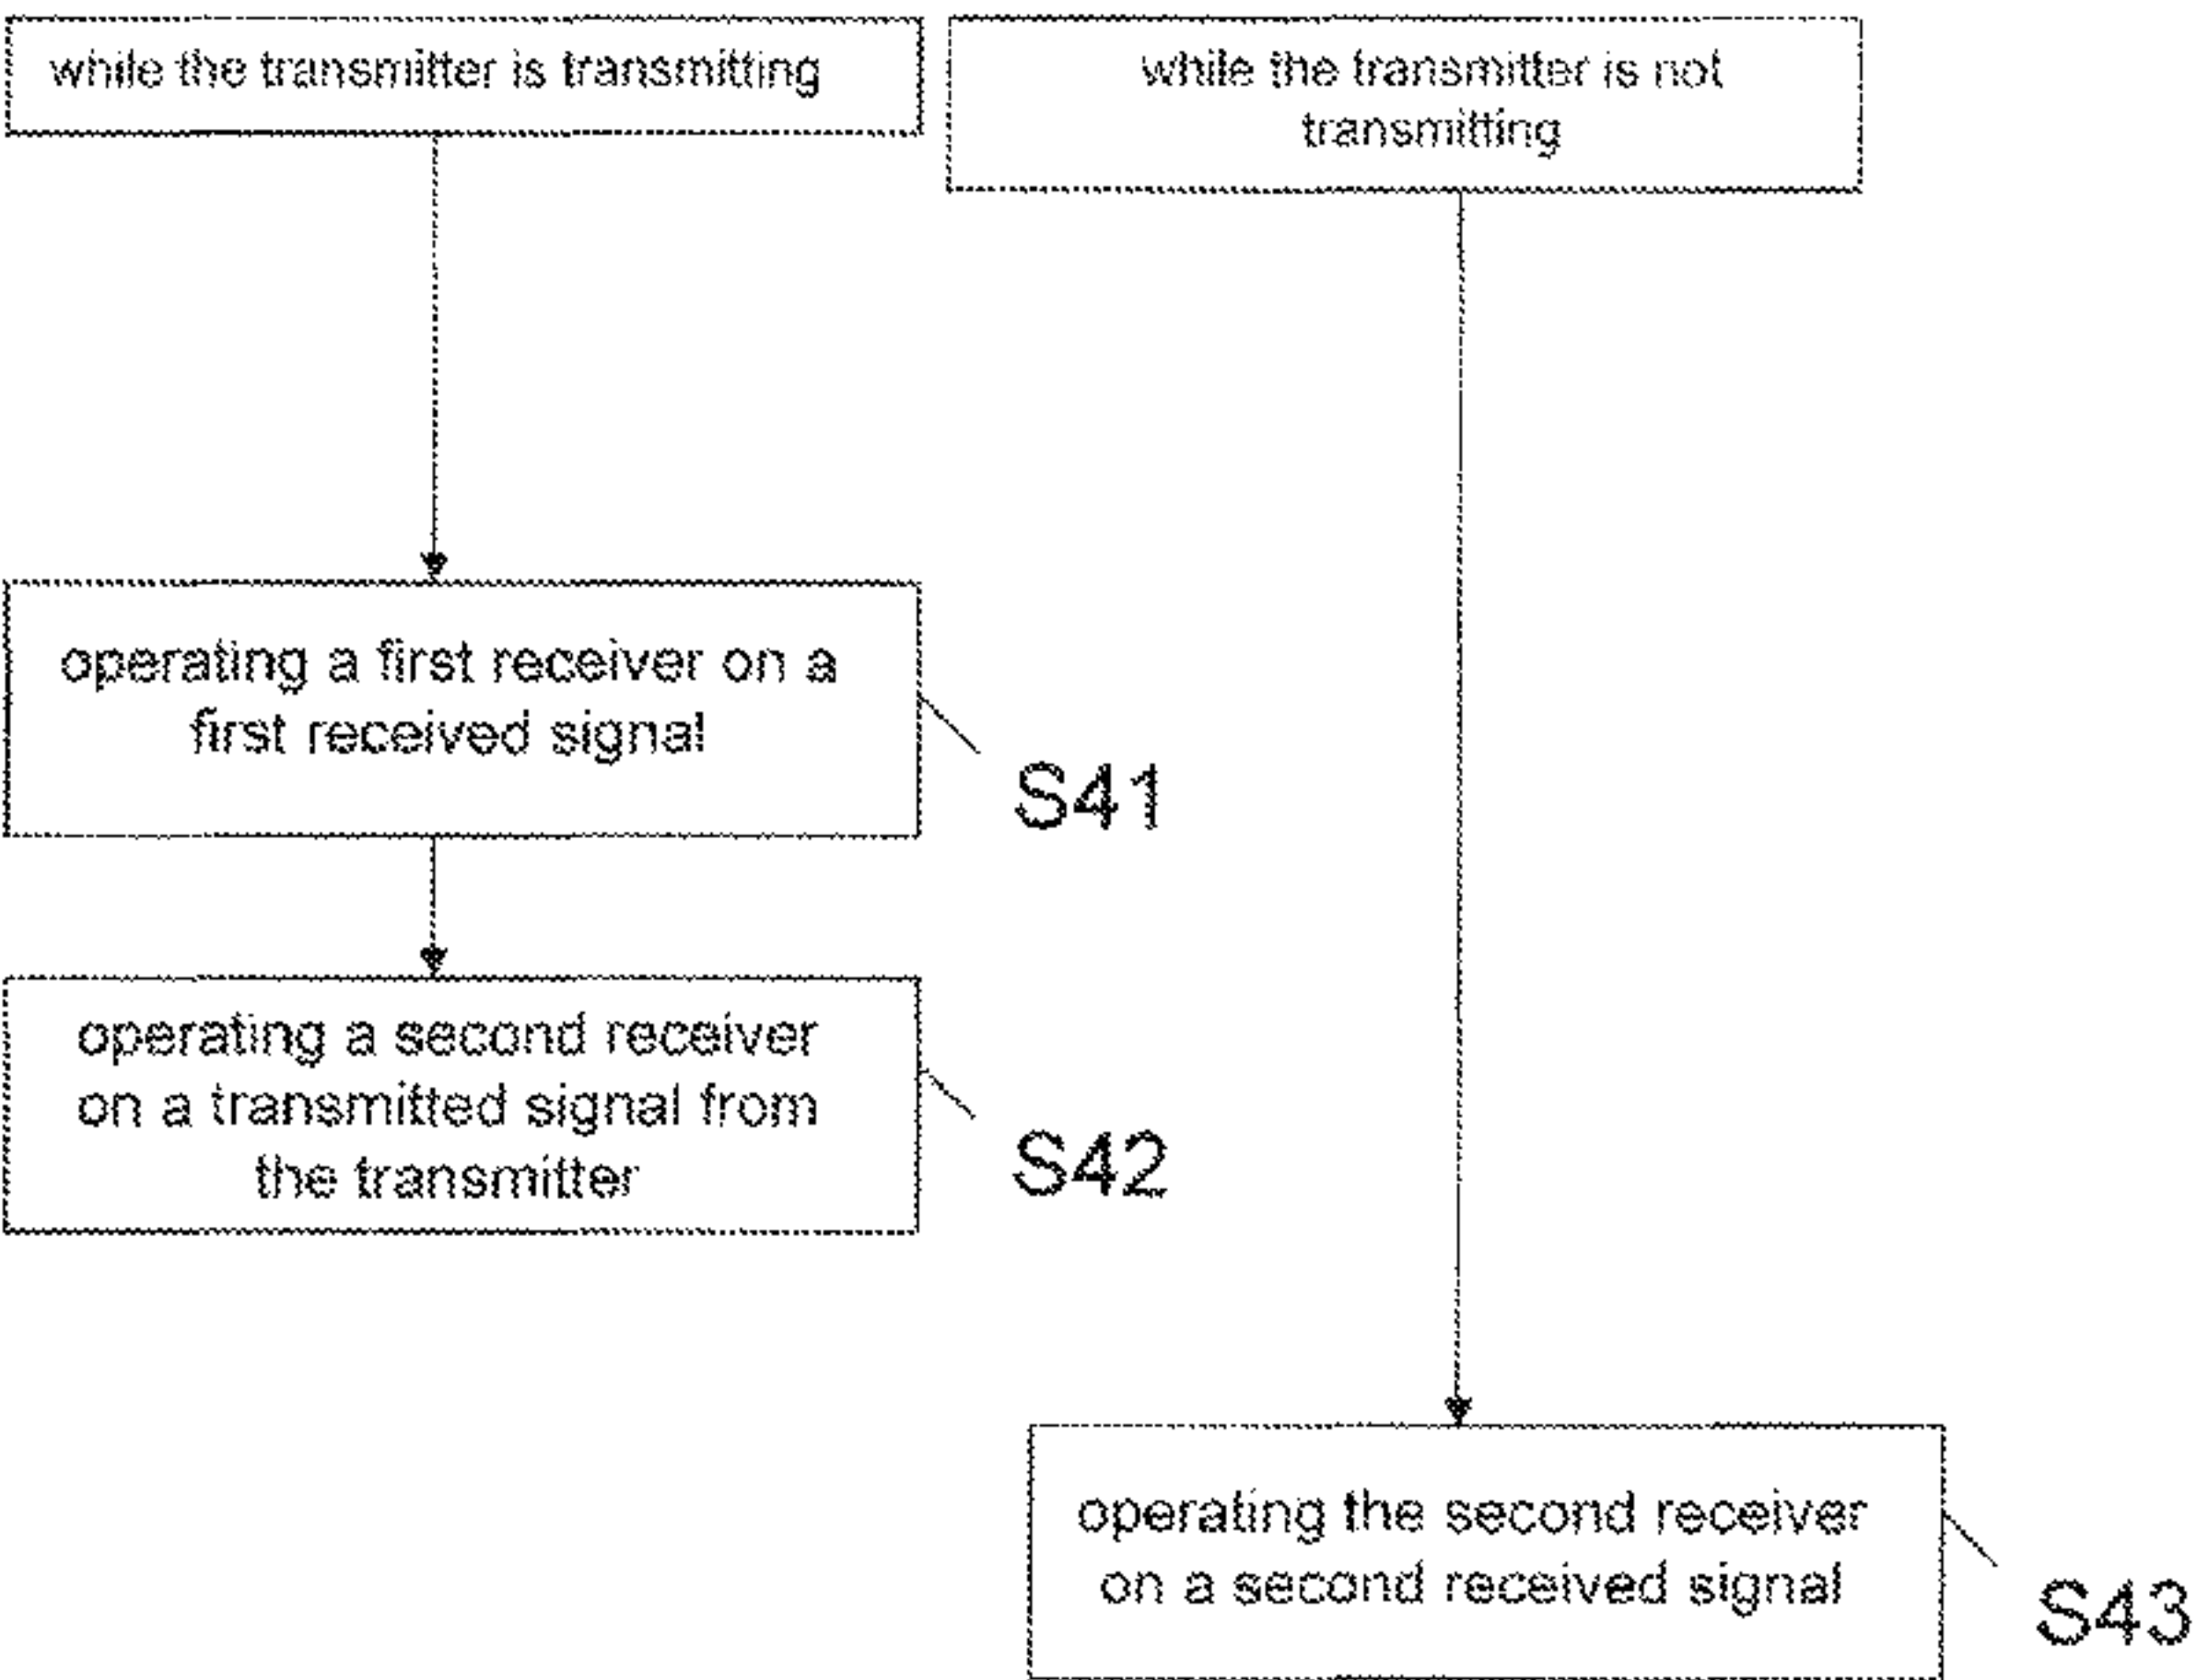 while the transmitter is transmitting
while the transmitter is not
transmitting
operating a first receiver on a
first received signal
S41
operating a second receiver
on a transmitted signal from
the transmitter
S42
operating the second receiver
on a second received signal
S43